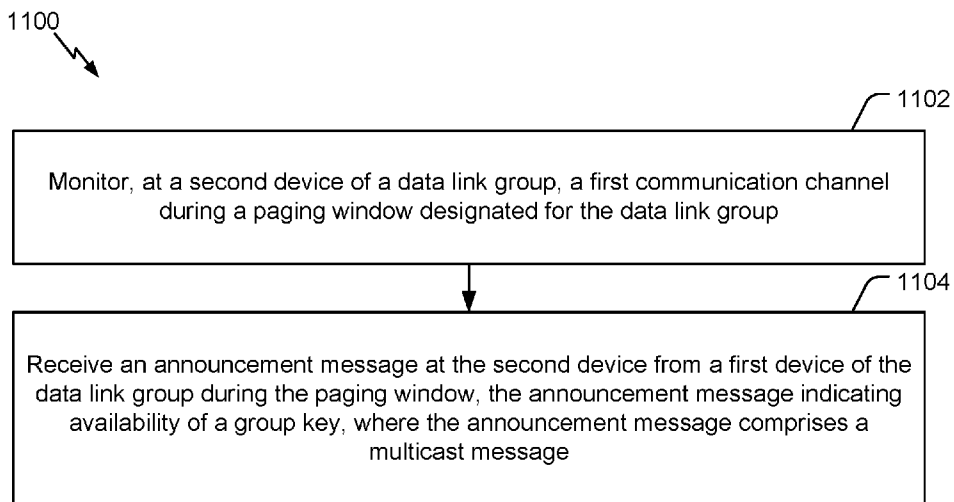 1100
1102
Monitor, at a second device of a data link group, a first communication channel
during a paging window designated for the data link group
1104
Receive an announcement message at the second device from a first device of the
data link group during the paging window, the announcement message indicating
availability of a group key, where the announcement message comprises a
multicast message